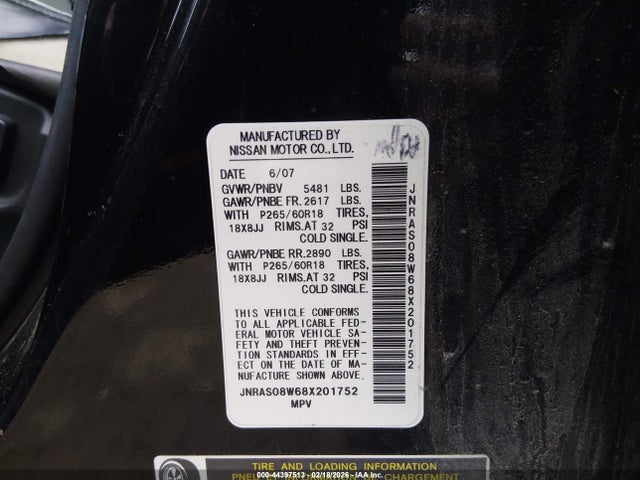 MANUFACTURED BY
NISSAN MOTOR CO.,LTD.
DATE 6/07
GVWR/PNBV 5481 LBS.
GAWR/PNBE FR.2617 LBS.
WITH P265/60R18 TIRES,
18X8JJ RIMS.AT 32 PSI
COLD SINGLE.
GAWR/PNBE RR.2890 LBS.
WITH P265/60R18 TIRES,
18X8JJ RIMS.AT 32 PSI
COLD SINGLE.
THIS VEHICLE CONFORMS
TO ALL APPLICABLE FED-
ERAL MOTOR VEHICLE SA-
FETY AND THEFT PREVEN-
TION STANDARDS IN EFF-
ECT ON THE DATE OF MA-
NUFACTURE SHOWN ABOVE.
JNRAS08W68X201752
MPV
JNRAS08W68X201752
TIRE AND LOADING INFORMATION
000-44397513 - 02/18/2026 - IAA Inc.